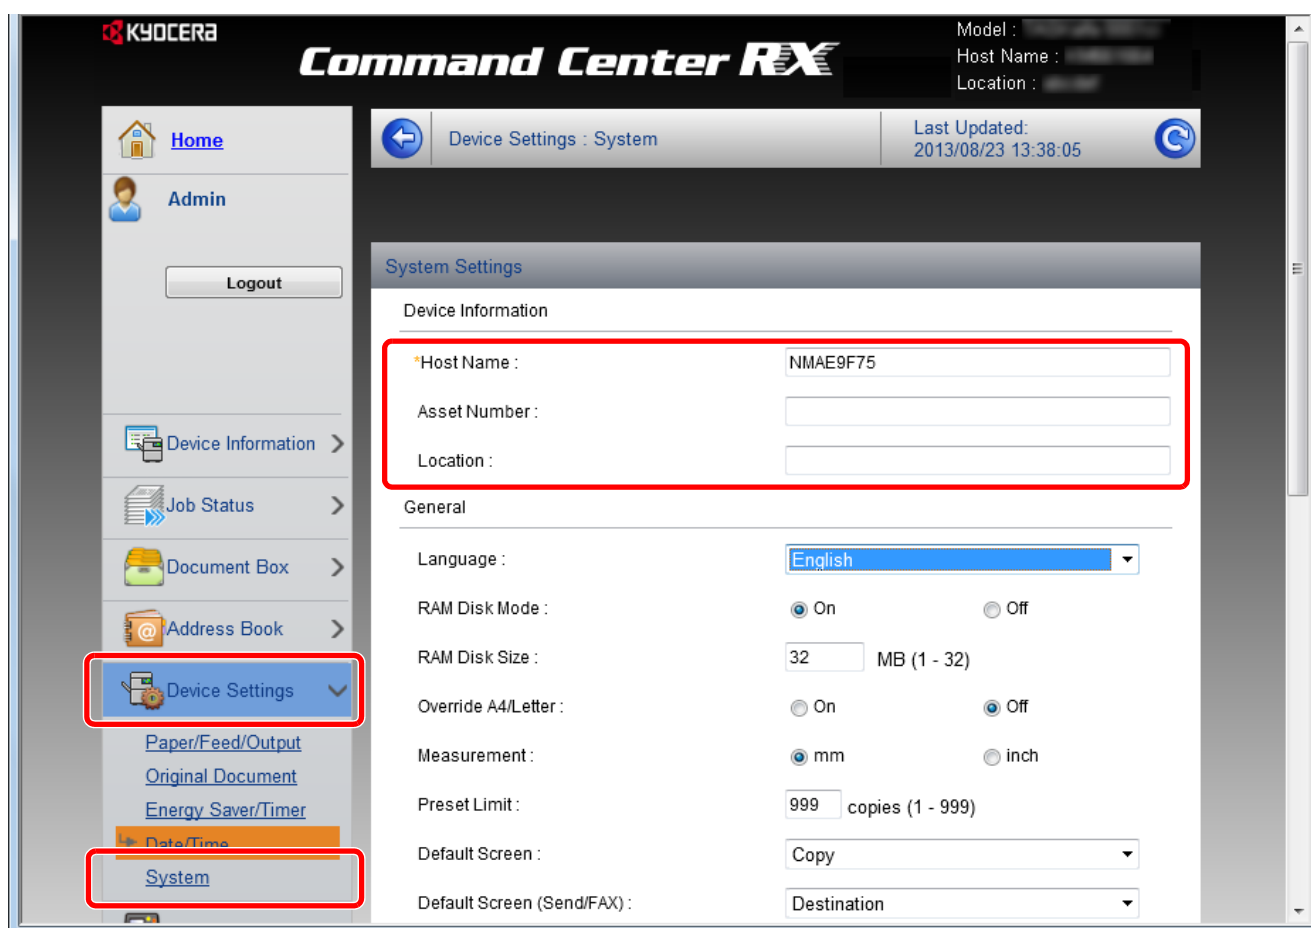 KYOCERA
Command Center RX
Model :
Host Name :
Location :
Home
Admin
Logout
Device Information
Job Status
Document Box
Address Book
Device Settings
Paper/Feed/Output
Original Document
Energy Saver/Timer
Date/Time
System
Device Settings : System
Last Updated:
2013/08/23 13:38:05
System Settings
Device Information
*Host Name : NMAE9F75
Asset Number :
Location :
General
Language : English
RAM Disk Mode : On Off
RAM Disk Size : 32 MB (1 - 32)
Override A4/Letter : On Off
Measurement : mm inch
Preset Limit : 999 copies (1 - 999)
Default Screen : Copy
Default Screen (Send/FAX) : Destination